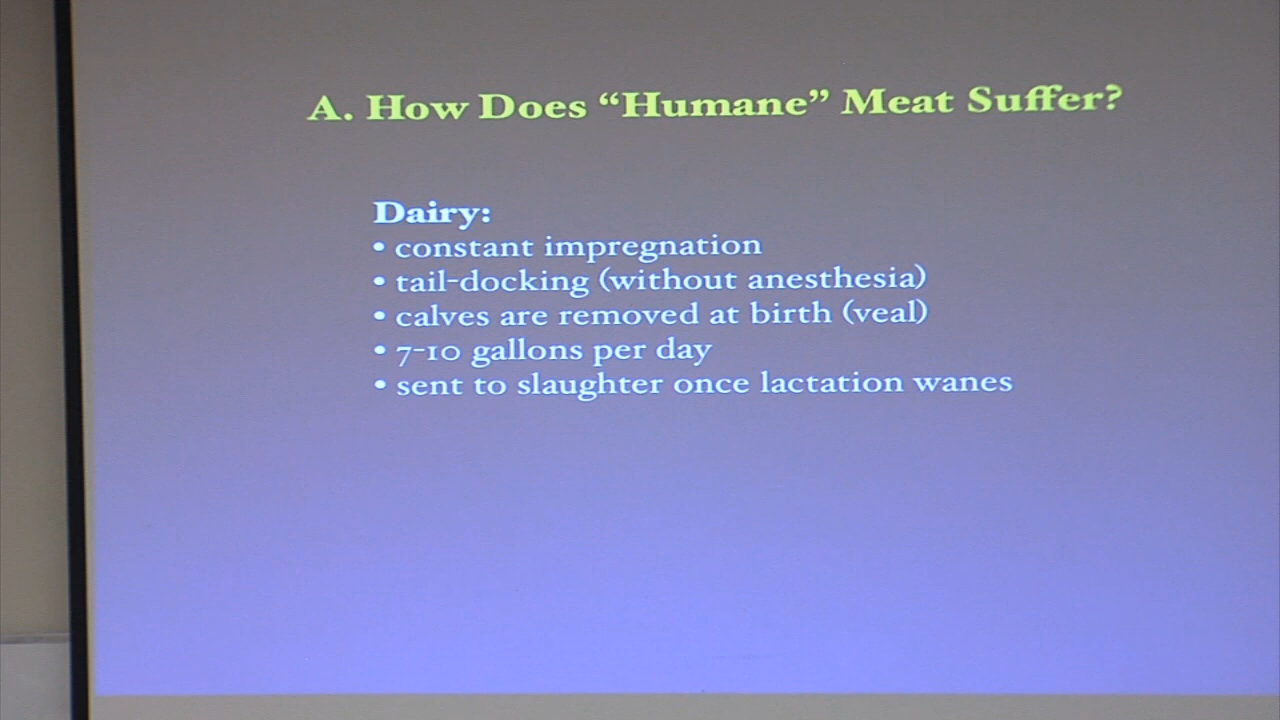 A. How Does “Humane” Meat Suffer?
Dairy:
• constant impregnation
• tail-docking (without anesthesia)
• calves are removed at birth (veal)
• 7-10 gallons per day
• sent to slaughter once lactation wanes